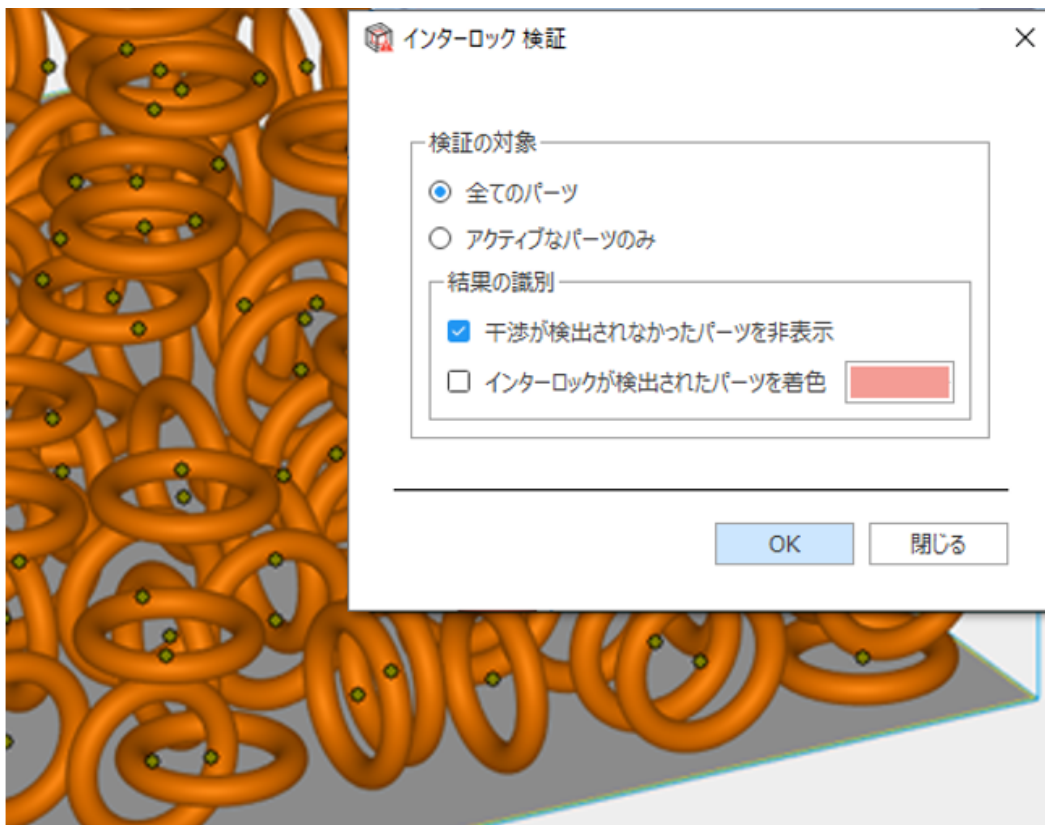 インターロック 検証
検証の対象
全てのパーツ
アクティブなパーツのみ
結果の識別
干渉が検出されなかったパーツを非表示
インターロックが検出されたパーツを着色
OK
閉じる